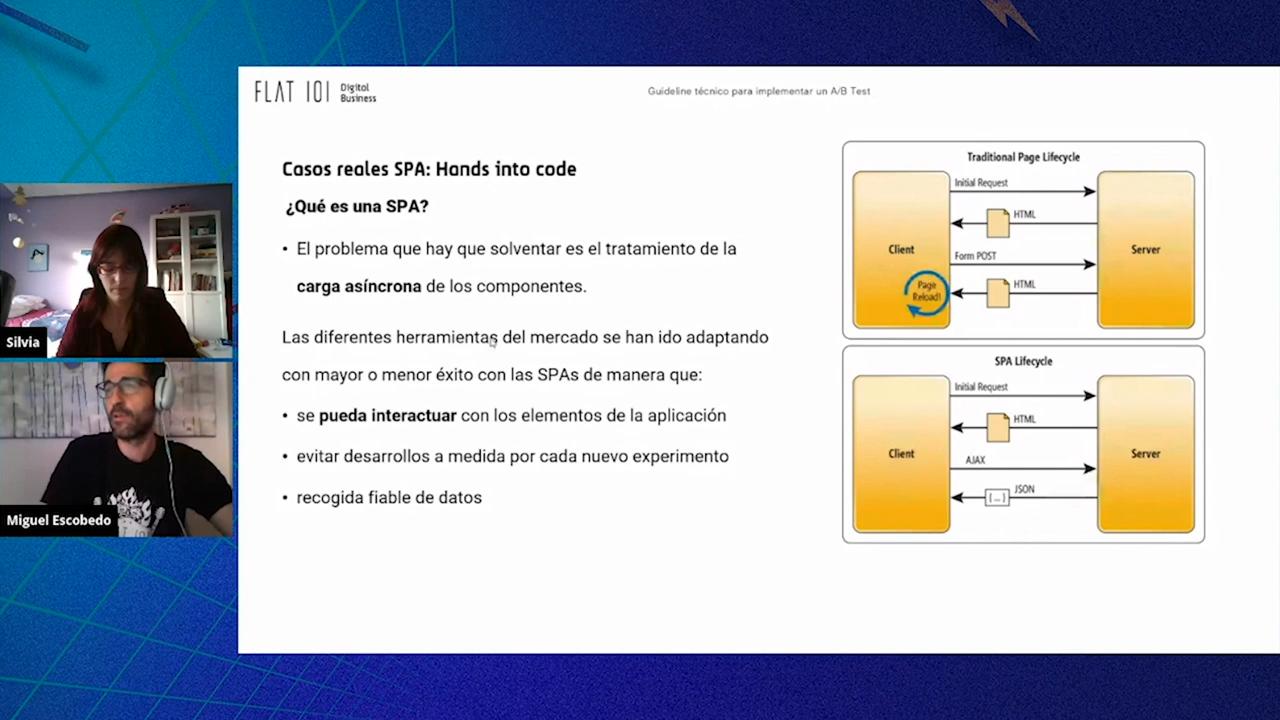 FLAT 101 Digital
Business
Guideline técnico para implementar un A/B Test
Casos reales SPA: Hands into code
¿Qué es una SPA?
• El problema que hay que solventar es el tratamiento de la
carga asíncrona de los componentes.
Las diferentes herramientas del mercado se han ido adaptando
con mayor o menor éxito con las SPAs de manera que:
• se pueda interactuar con los elementos de la aplicación
• evitar desarrollos a medida por cada nuevo experimento
• recogida fiable de datos
Traditional Page Lifecycle
Initial Request
HTML
Client
Server
Form POST
Page
Reload!
HTML
SPA Lifecycle
Initial Request
HTML
Client
Server
AJAX
JSON
{...}
Silvia
Miguel Escobedo